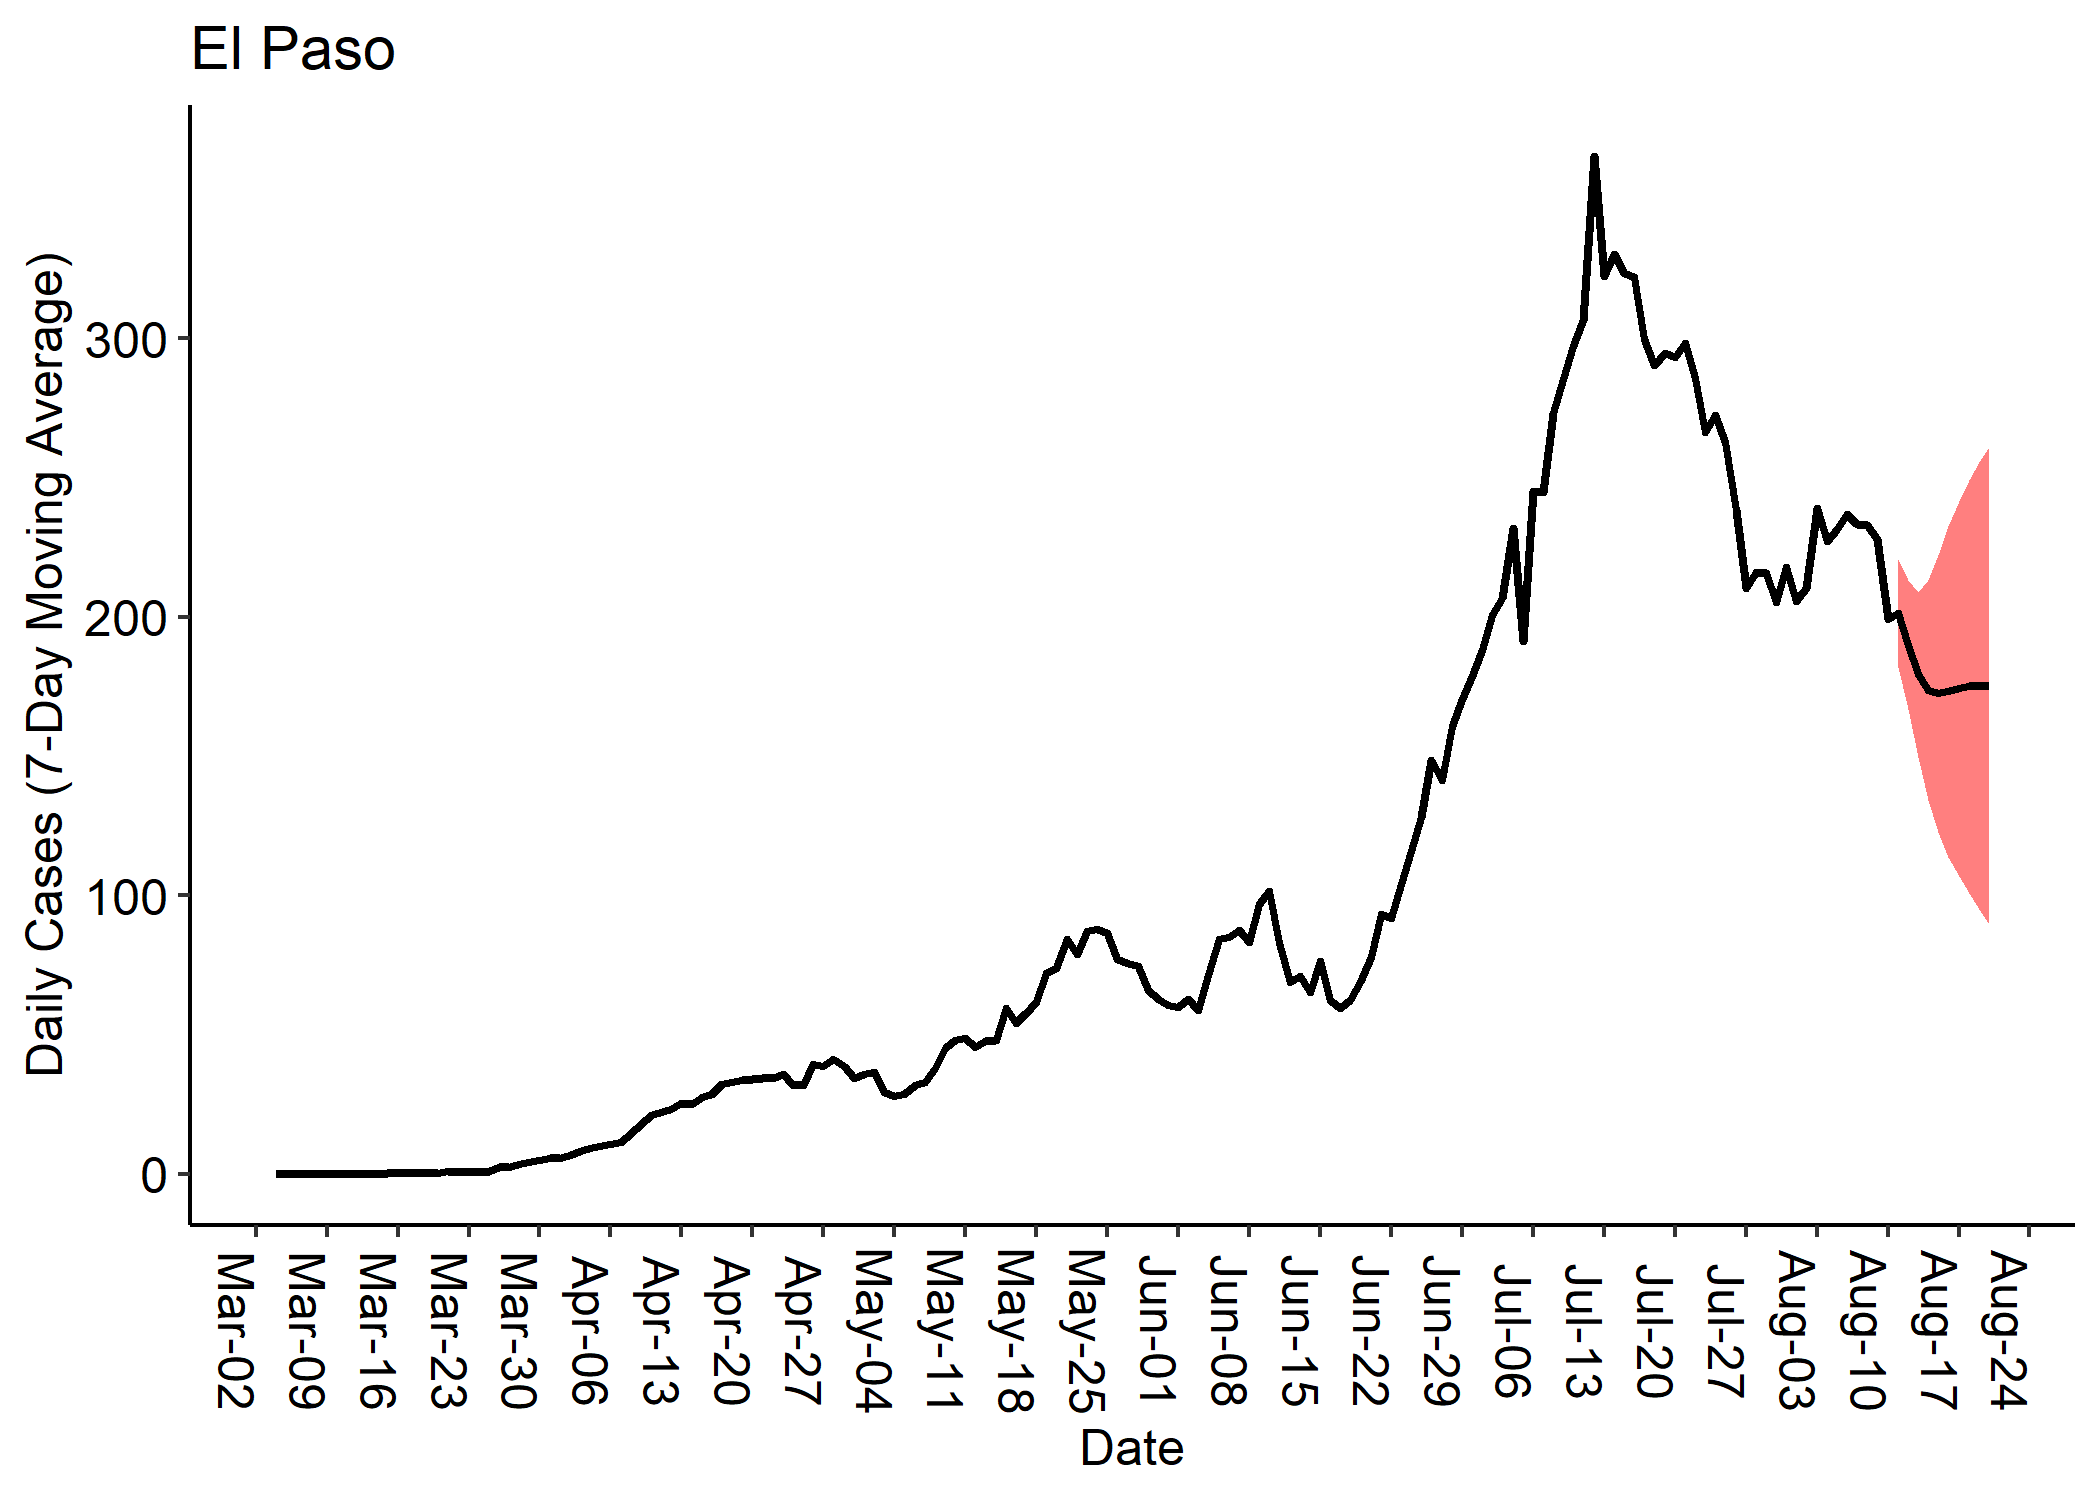 El Paso
Daily Cases (7-Day Moving Average)
300
200
100
0
Mar-02
Mar-09
Mar-16
Mar-23
Mar-30
Apr-06
Apr-13
Apr-20
Apr-27
May-04
May-11
May-18
May-25
Jun-01
Jun-08
Jun-15
Jun-22
Jun-29
Jul-06
Jul-13
Jul-20
Jul-27
Aug-03
Aug-10
Aug-17
Aug-24
Date